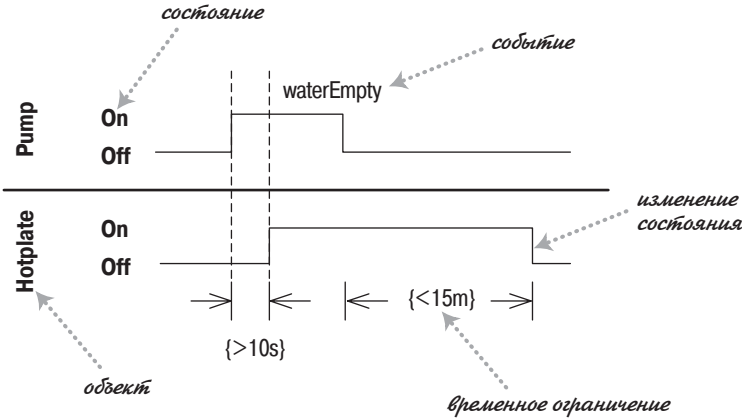 состояние
событие
waterEmpty
Pump
On
Off
изменение
состояния
Hotplate
On
Off
{<15m}
{>10s}
объект
временное ограничение